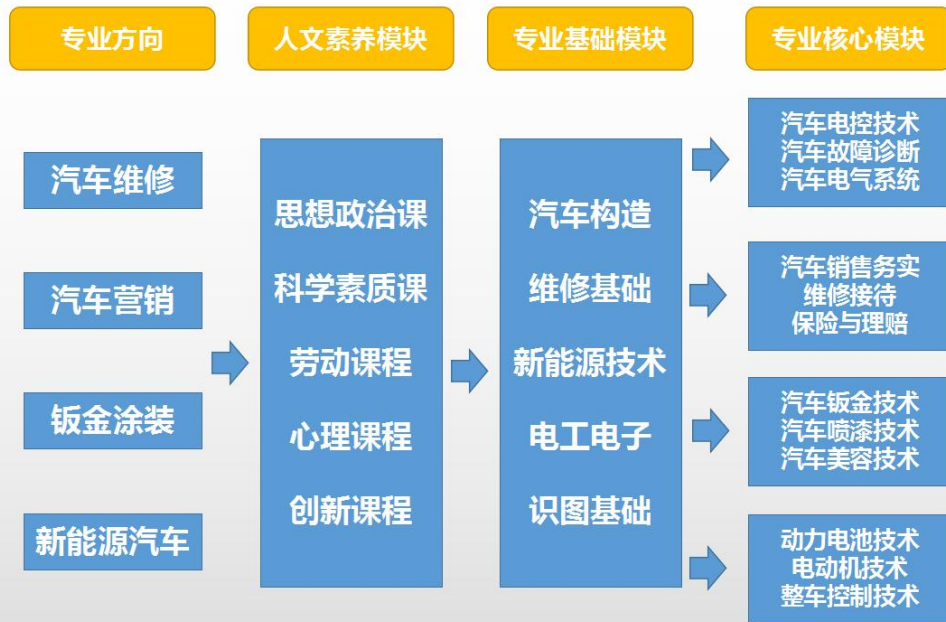 专业方向
人文素养模块
专业基础模块
专业核心模块
汽车维修
汽车营销
钣金涂装
新能源汽车
思想政治课
科学素质课
劳动课程
心理课程
创新课程
汽车构造
维修基础
新能源技术
电工电子
识图基础
汽车电控技术
汽车故障诊断
汽车电气系统
汽车销售务实
维修接待
保险与理赔
汽车钣金技术
汽车喷漆技术
汽车美容技术
动力电池技术
电动机技术
整车控制技术